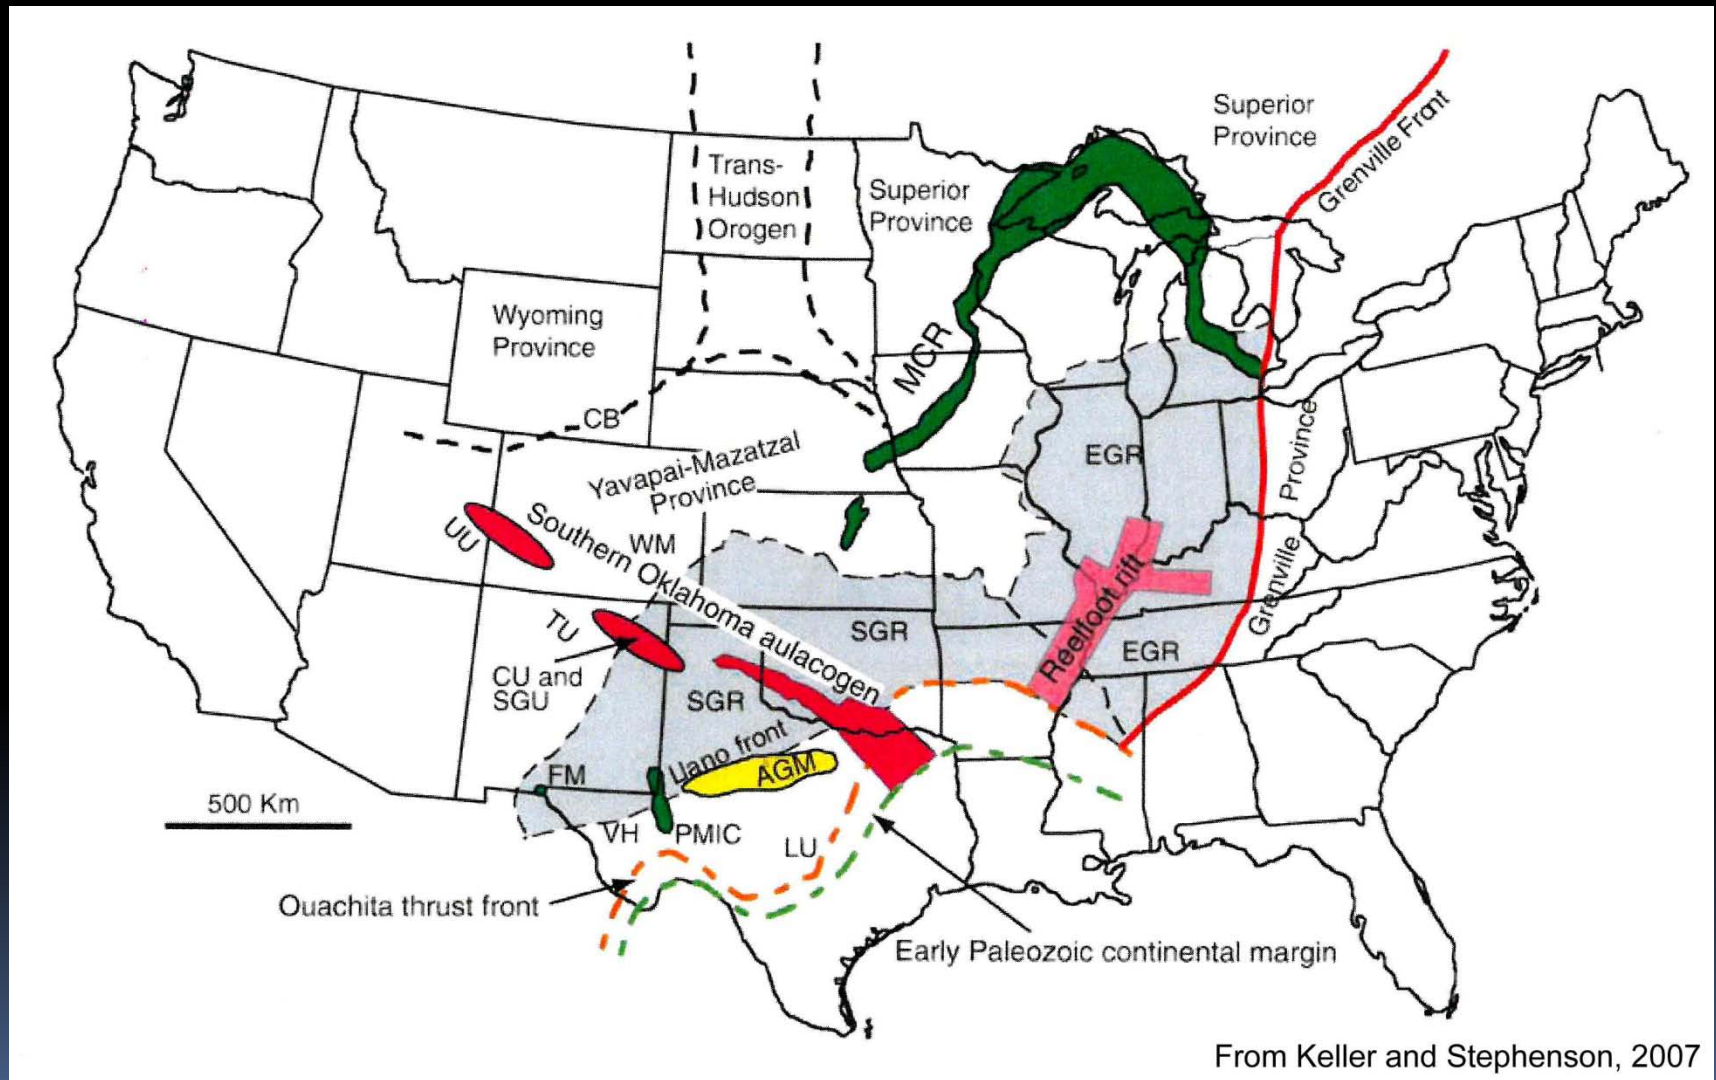 Superior
Province
Grenville Front
Trans-
Hudson
Orogen
Superior
Province
Wyoming
Province
MCR
CB
Yavapai-Mazatzal
Province
EGR
Grenville Province
UU
Southern Oklahoma aulacogen
WM
Reelfoot rift
TU
SGR
EGR
CU and
SGU
SGR
Llano front
AGM
FM
500 Km
VH
PMIC
LU
Ouachita thrust front
Early Paleozoic continental margin
From Keller and Stephenson, 2007